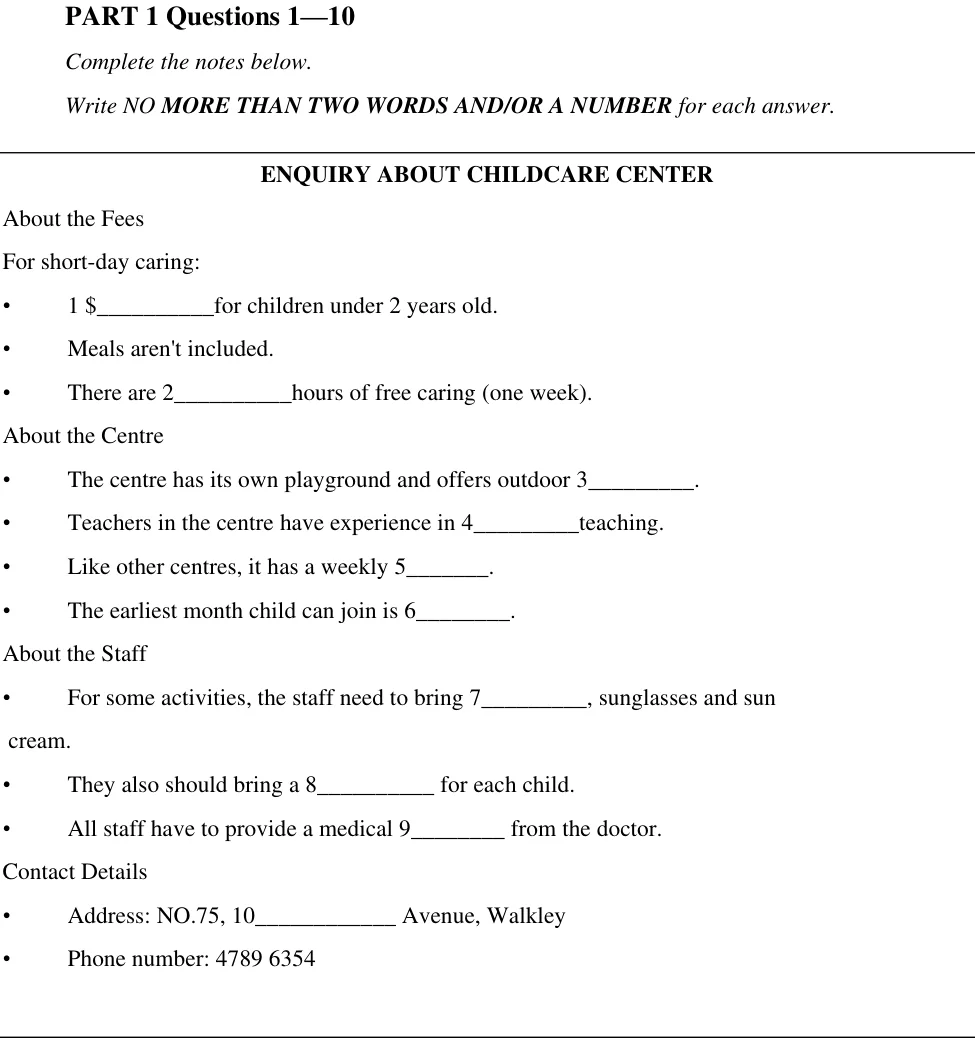 PART 1 Questions 1—10
Complete the notes below.
Write NO MORE THAN TWO WORDS AND/OR A NUMBER for each answer.
ENQUIRY ABOUT CHILDCARE CENTER
About the Fees
For short-day caring:
• 1 $__________for children under 2 years old.
• Meals aren't included.
• There are 2__________hours of free caring (one week).
About the Centre
• The centre has its own playground and offers outdoor 3_________.
• Teachers in the centre have experience in 4_________teaching.
• Like other centres, it has a weekly 5_______.
• The earliest month child can join is 6________.
About the Staff
• For some activities, the staff need to bring 7_________, sunglasses and sun
cream.
• They also should bring a 8__________ for each child.
• All staff have to provide a medical 9________ from the doctor.
Contact Details
• Address: NO.75, 10____________ Avenue, Walkley
• Phone number: 4789 6354